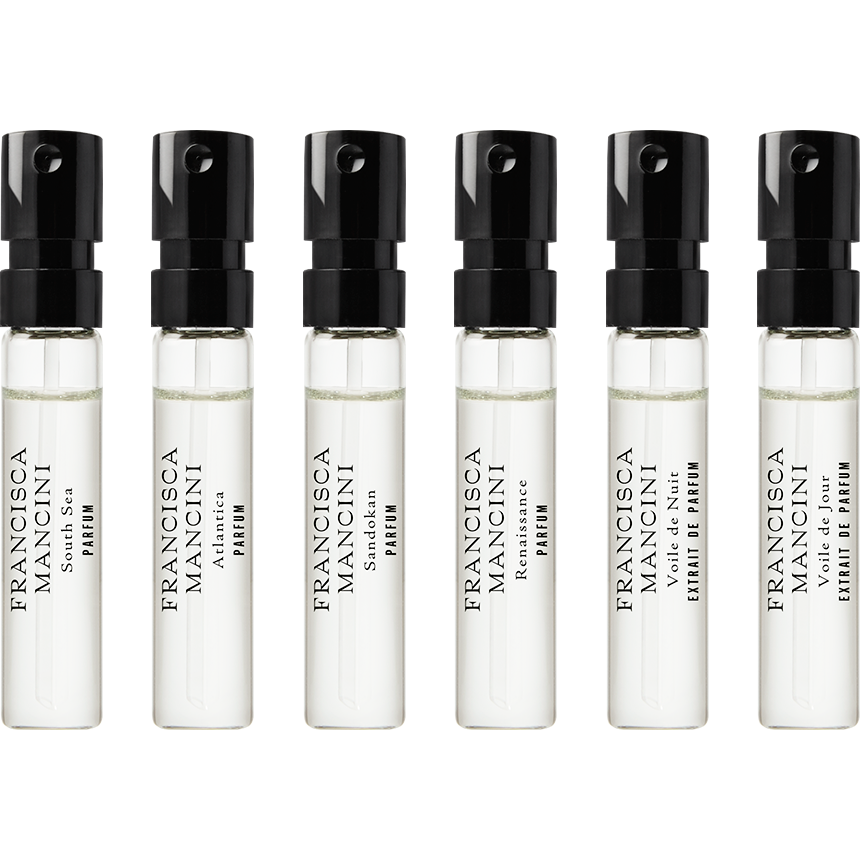 FRANCISCA
MANCINI
South Sea
PARFUM
FRANCISCA
MANCINI
Atlantica
PARFUM
FRANCISCA
MANCINI
Sandokan
PARFUM
FRANCISCA
MANCINI
Renaissance
PARFUM
FRANCISCA
MANCINI
Voile de Nuit
EXTRAIT DE PARFUM
FRANCISCA
MANCINI
Voile de Jour
EXTRAIT DE PARFUM